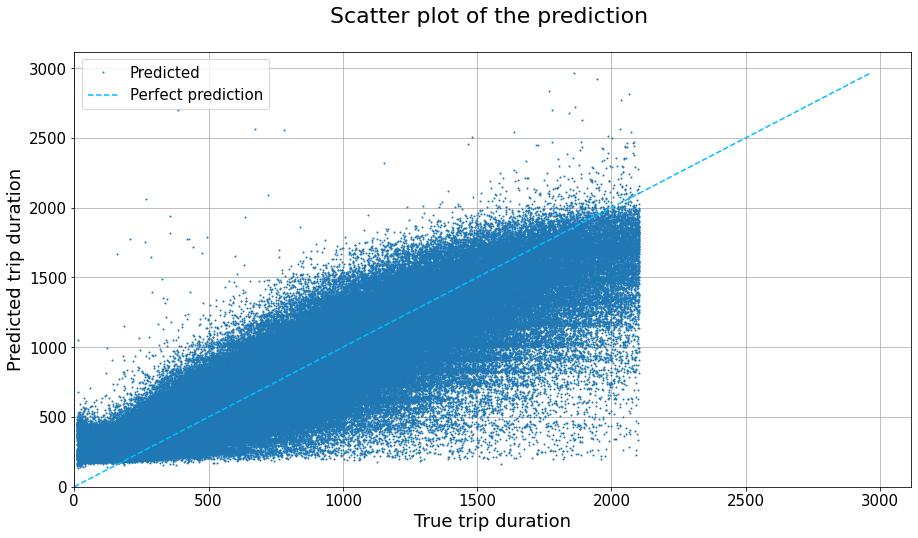 Scatter plot of the prediction
Predicted
Perfect prediction
Predicted trip duration
3000
2500
2000
1500
1000
500
0
0 500 1000 1500 2000 2500 3000
True trip duration